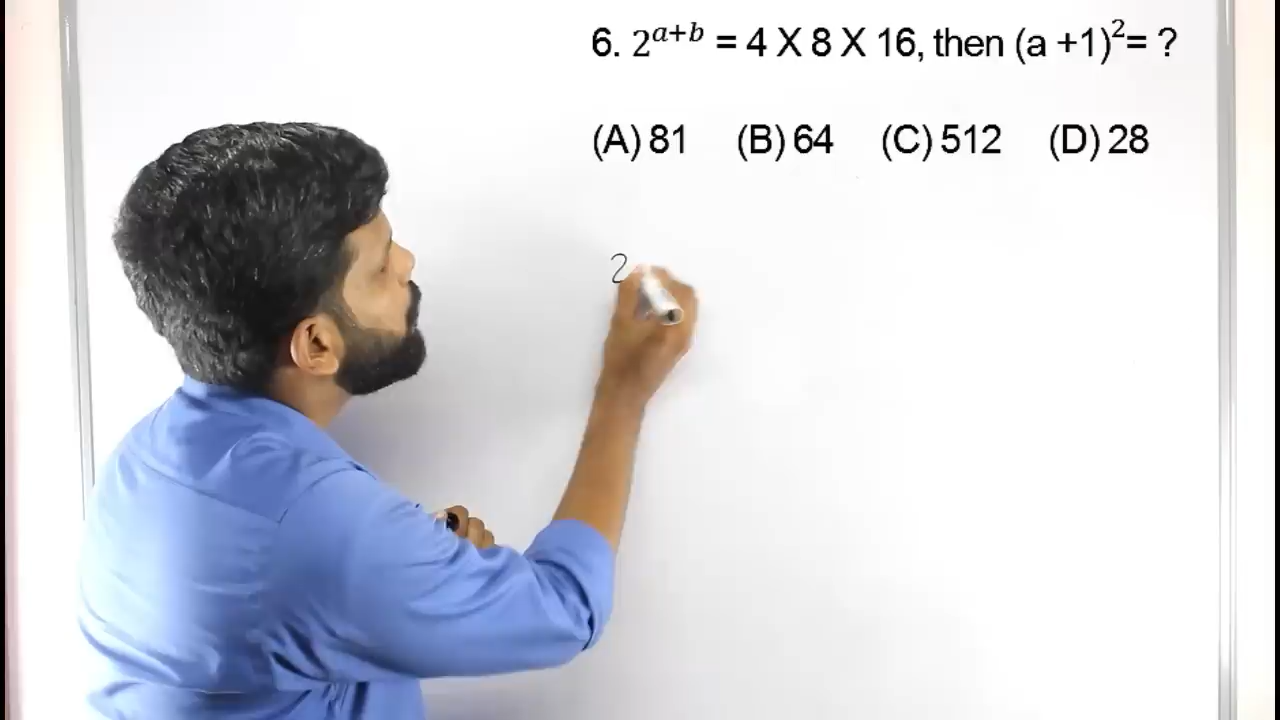 6. 2^{a+b} = 4 X 8 X 16, then (a +1)²= ?
(A) 81 (B) 64 (C) 512 (D) 28
2